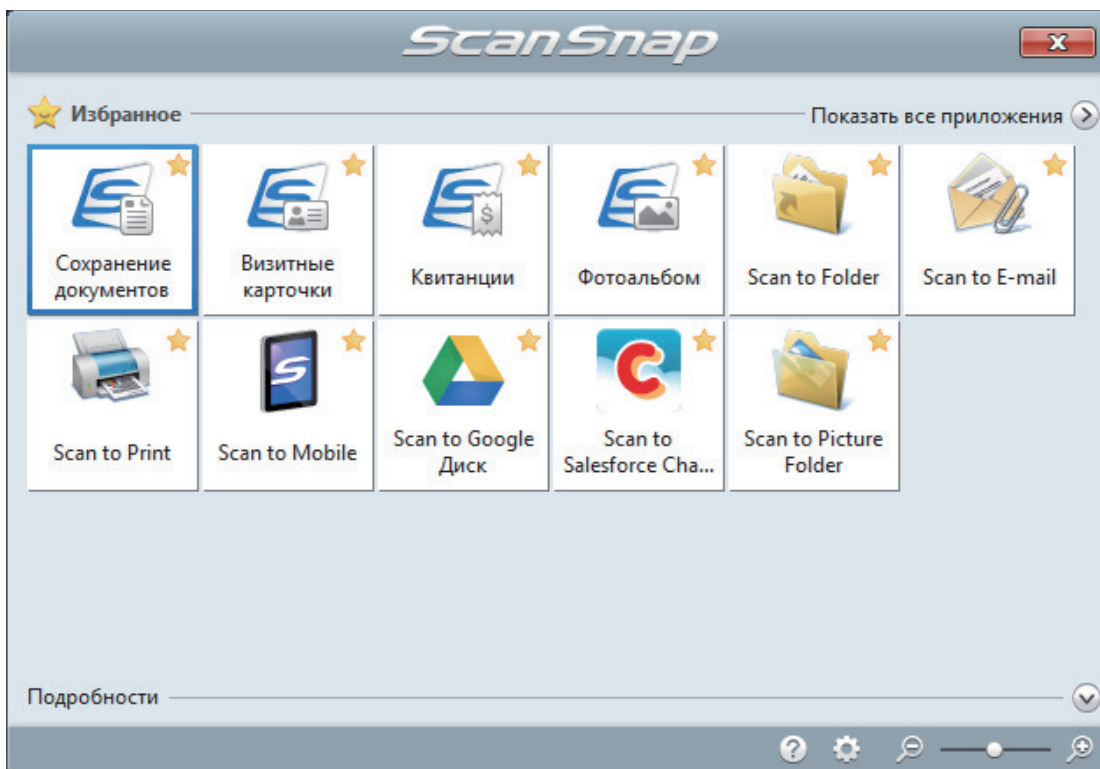 ScanSnap
Избранное
Показать все приложения
Сохранение
документов
Визитные
карточки
Квитанции
Фотоальбом
Scan to Folder
Scan to E-mail
Scan to Print
Scan to Mobile
Scan to Google
Диск
Scan to
Salesforce Cha...
Scan to Picture
Folder
Подробности